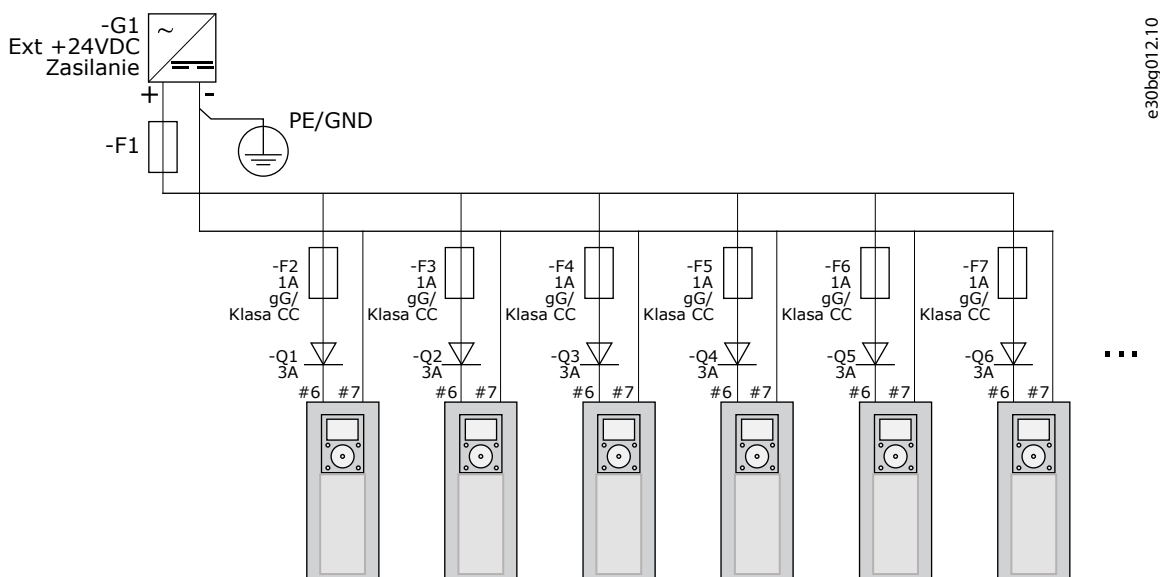 -G1
Ext +24VDC
Zasilanie
+ -
PE/GND
-F1
e30bg012.10
-F2
1A
gG/
Klasa CC
-F3
1A
gG/
Klasa CC
-F4
1A
gG/
Klasa CC
-F5
1A
gG/
Klasa CC
-F6
1A
gG/
Klasa CC
-F7
1A
gG/
Klasa CC
-Q1
3A
-Q2
3A
-Q3
3A
-Q4
3A
-Q5
3A
-Q6
3A
...
#6 #7
#6 #7
#6 #7
#6 #7
#6 #7
#6 #7